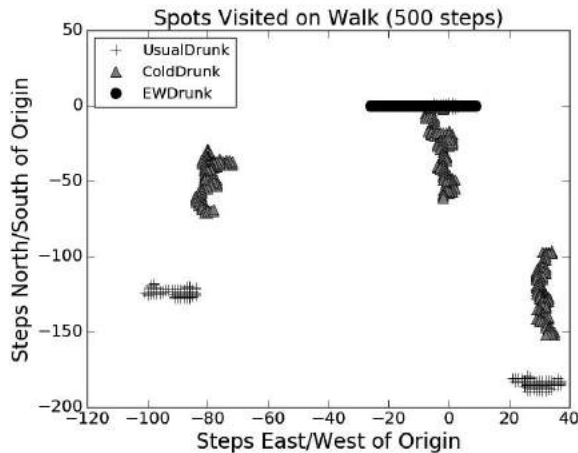 Spots Visited on Walk (500 steps)
50
UsualDrunk
ColdDrunk
EWDrunk
0
−50
−100
−150
−200
Steps North/South of Origin
−120 −100 −80 −60 −40 −20 0 20 40
Steps East/West of Origin